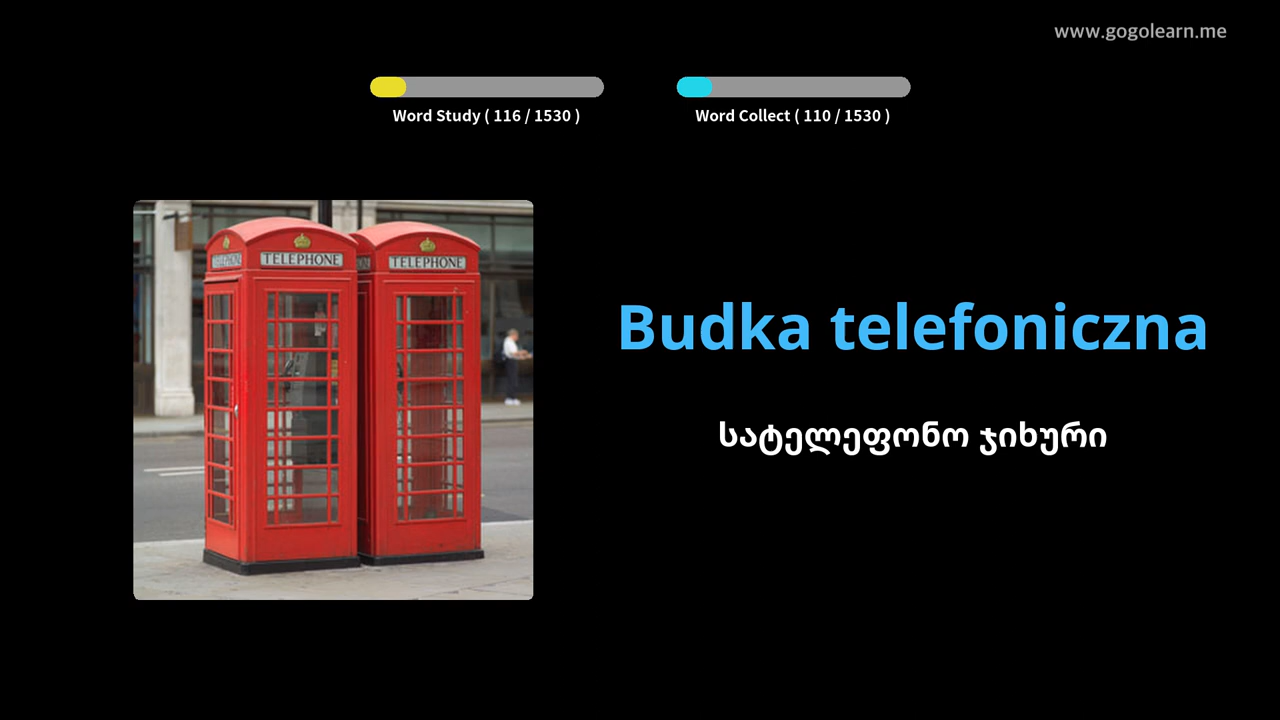 www.gogolearn.me
Word Study ( 116 / 1530 )
Word Collect ( 110 / 1530 )
TELEPHONE
TELEPHONE
Budka telefoniczna
სატელეფონო ჯიხური